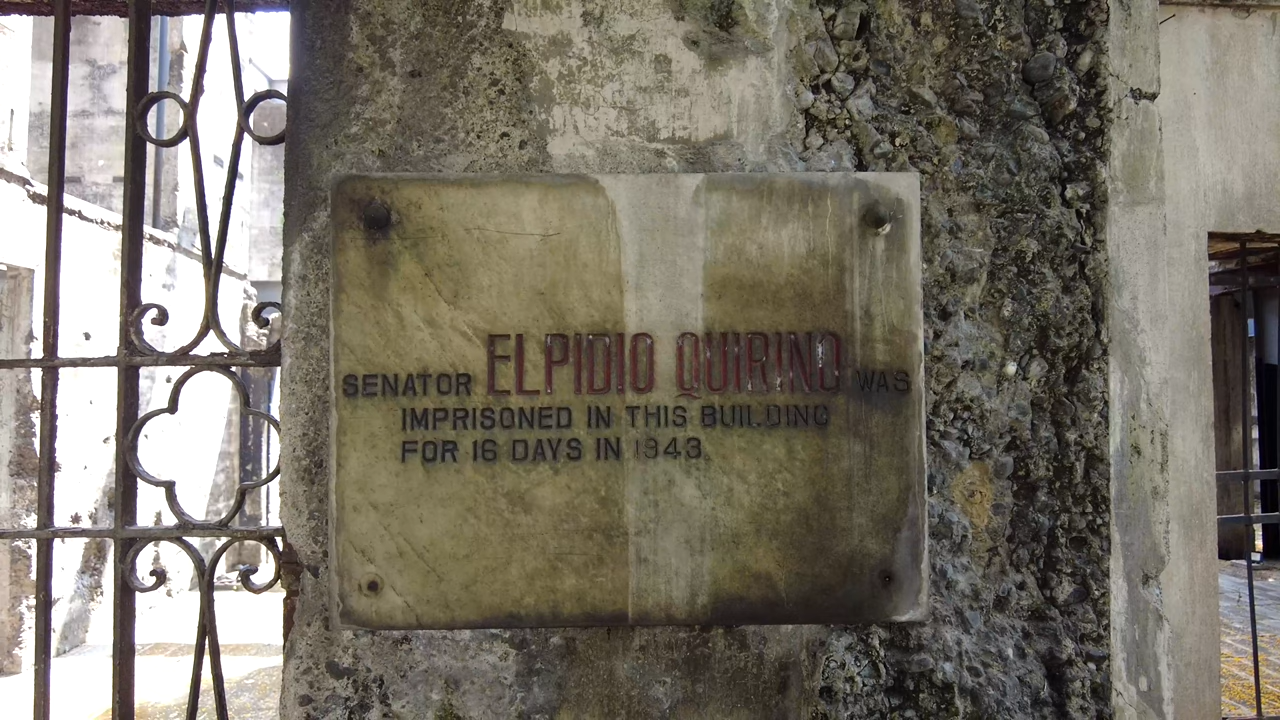 SENATOR ELPIDIO QUIRINO WAS
IMPRISONED IN THIS BUILDING
FOR 16 DAYS IN 1943.